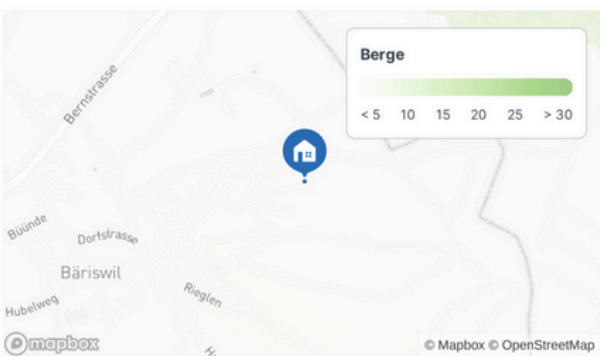 Berge
< 5 10 15 20 25 > 30
Bernstrasse
Büünde
Dorfstrasse
Bäriswil
Rieglen
Hubelweg
mapbox
© Mapbox © OpenStreetMap